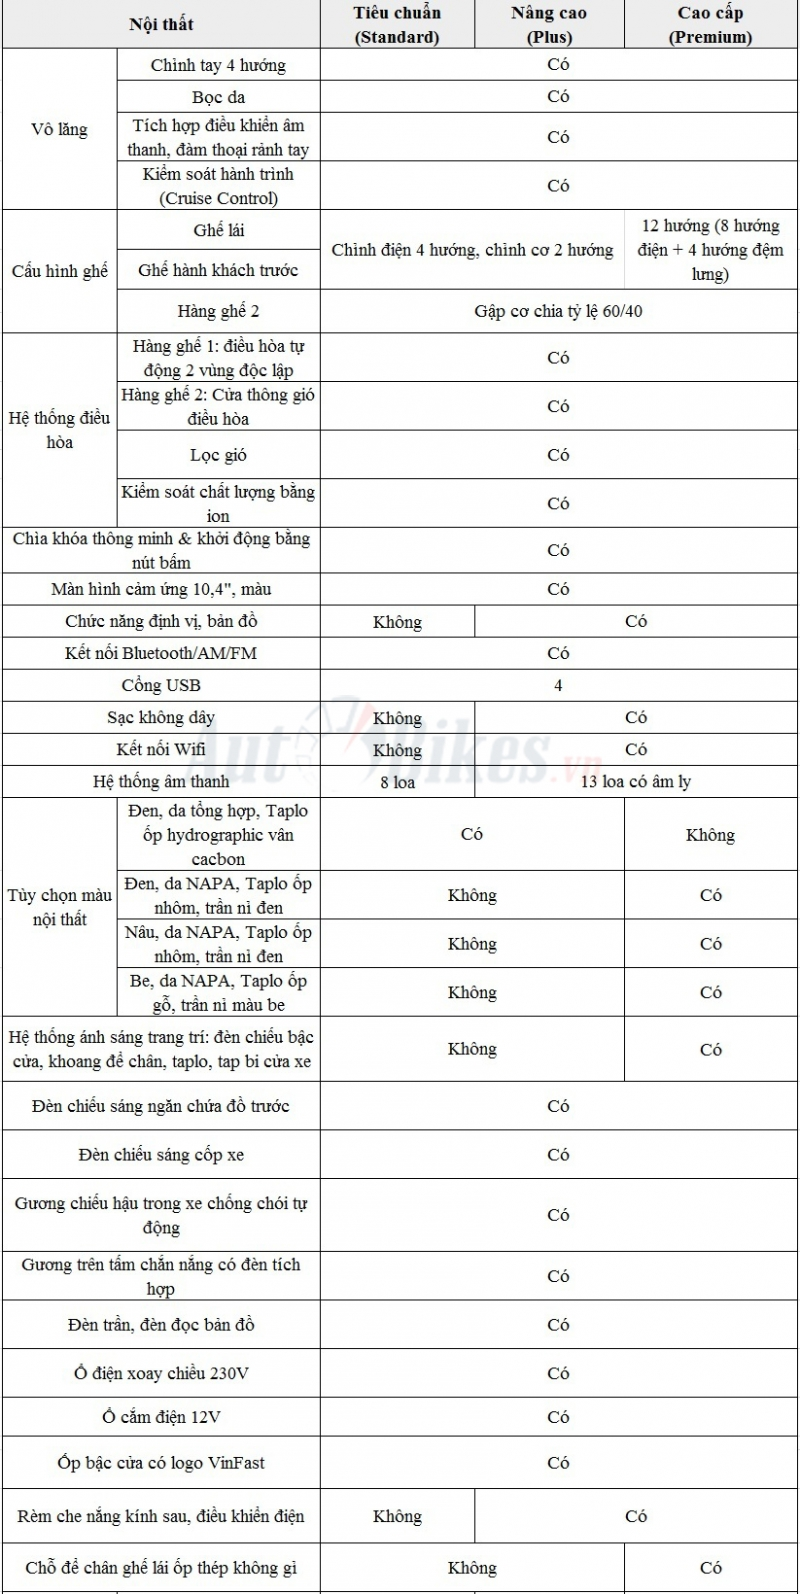 Nội thất
Tiêu chuẩn
(Standard)
Nâng cao
(Plus)
Cao cấp
(Premium)
Vô lăng
Chỉnh tay 4 hướng
Có
Bọc da
Có
Tích hợp điều khiển âm
thanh, đàm thoại rảnh tay
Có
Kiểm soát hành trình
(Cruise Control)
Có
Cấu hình ghế
Ghế lái
Ghế hành khách trước
Chỉnh điện 4 hướng, chỉnh cơ 2 hướng
12 hướng (8 hướng
điện + 4 hướng đệm
lưng)
Hàng ghế 2
Gập cơ chia tỷ lệ 60/40
Hệ thống điều
hòa
Hàng ghế 1: điều hòa tự
động 2 vùng độc lập
Có
Hàng ghế 2: Cửa thông gió
điều hòa
Có
Lọc gió
Có
Kiểm soát chất lượng bằng
ion
Có
Chìa khóa thông minh & khởi động bằng
nút bấm
Có
Màn hình cảm ứng 10,4", màu
Có
Chức năng định vị, bản đồ
Không
Có
Kết nối Bluetooth/AM/FM
Có
Cổng USB
4
Sạc không dây
Không
Có
Kết nối Wifi
Không
Có
AutoBikes.vn
Hệ thống âm thanh
8 loa
13 loa có âm ly
Tùy chọn màu
nội thất
Đen, da tổng hợp, Taplo
ốp hydrographic vân
cacbon
Có
Không
Đen, da NAPA, Taplo ốp
nhôm, trần nỉ đen
Không
Có
Nâu, da NAPA, Taplo ốp
nhôm, trần nỉ đen
Không
Có
Be, da NAPA, Taplo ốp
gỗ, trần nỉ màu be
Không
Có
Hệ thống ánh sáng trang trí: đèn chiếu bậc
cửa, khoang để chân, taplo, tap bi cửa xe
Không
Có
Đèn chiếu sáng ngăn chứa đồ trước
Có
Đèn chiếu sáng cốp xe
Có
Gương chiếu hậu trong xe chống chói tự
động
Có
Gương trên tấm chắn nắng có đèn tích
hợp
Có
Đèn trần, đèn đọc bản đồ
Có
Ổ điện xoay chiều 230V
Có
Ổ cắm điện 12V
Có
Ốp bậc cửa có logo VinFast
Có
Rèm che nắng kính sau, điều khiển điện
Không
Có
Chỗ để chân ghế lái ốp thép không gỉ
Không
Có